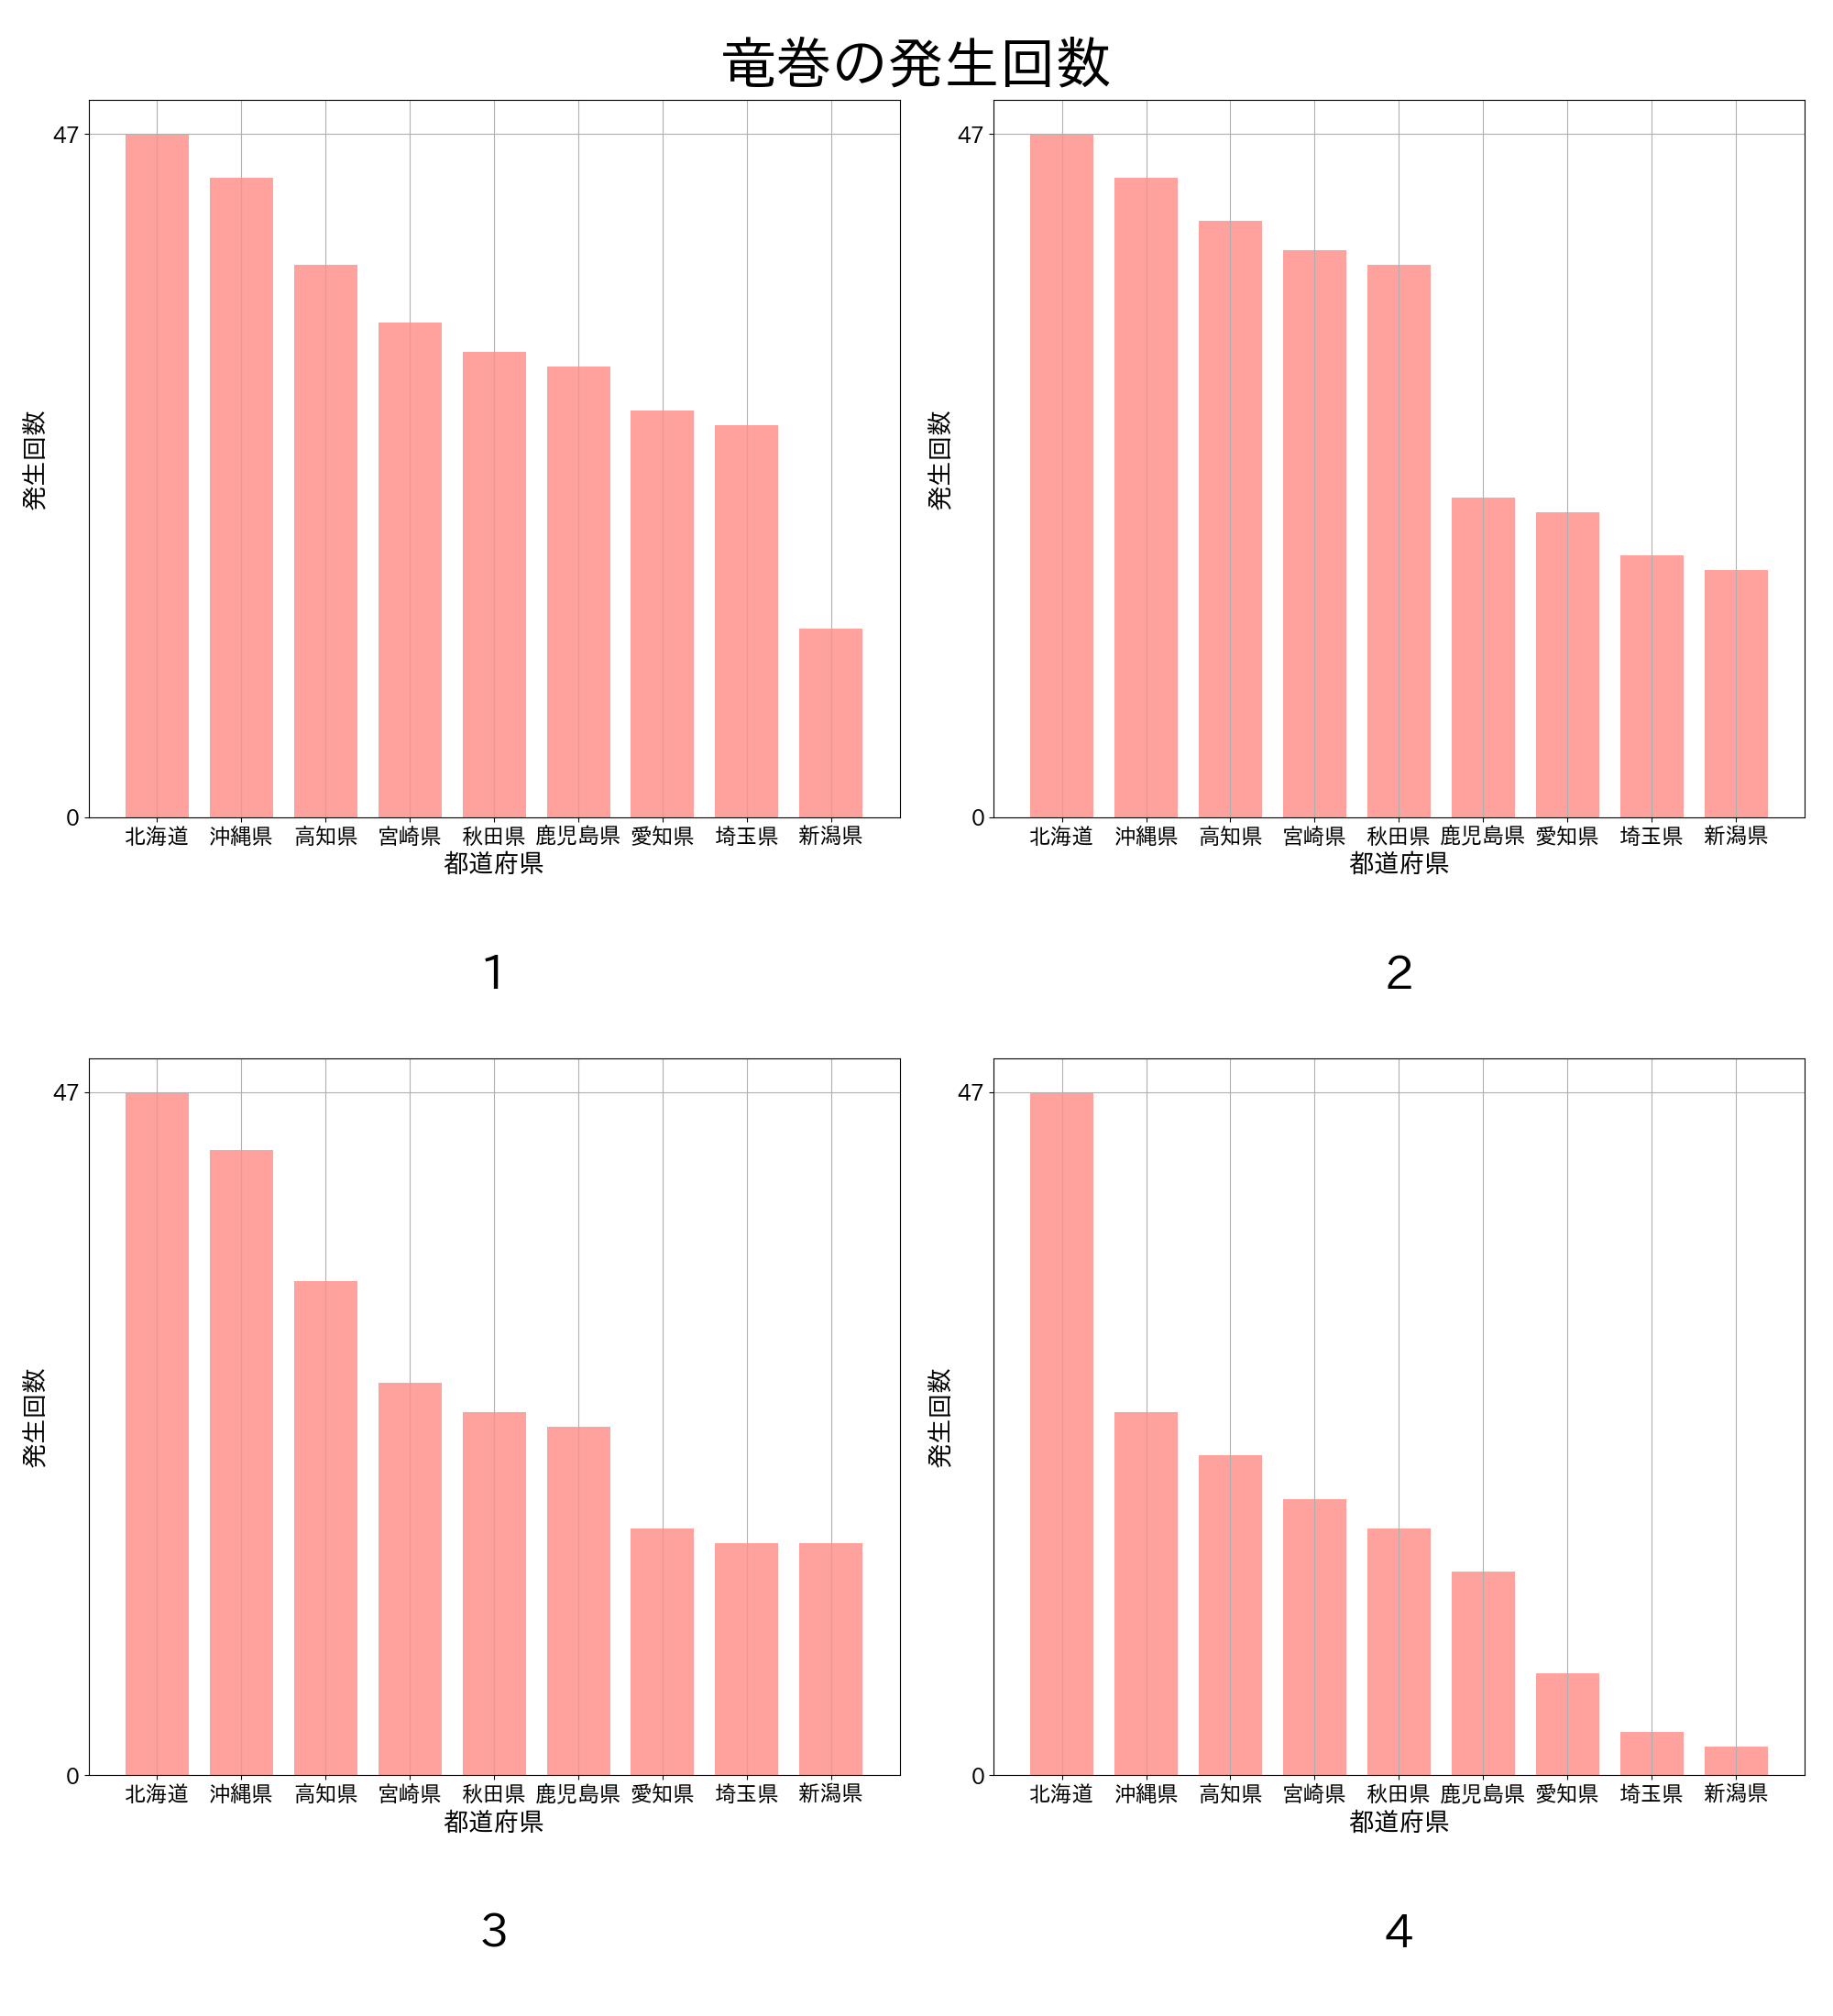 竜巻の発生回数
47
0
発生回数
北海道 沖縄県 高知県 宮崎県 秋田県 鹿児島県 愛知県 埼玉県 新潟県
都道府県
1
47
0
発生回数
北海道 沖縄県 高知県 宮崎県 秋田県 鹿児島県 愛知県 埼玉県 新潟県
都道府県
2
47
0
発生回数
北海道 沖縄県 高知県 宮崎県 秋田県 鹿児島県 愛知県 埼玉県 新潟県
都道府県
3
47
0
発生回数
北海道 沖縄県 高知県 宮崎県 秋田県 鹿児島県 愛知県 埼玉県 新潟県
都道府県
4